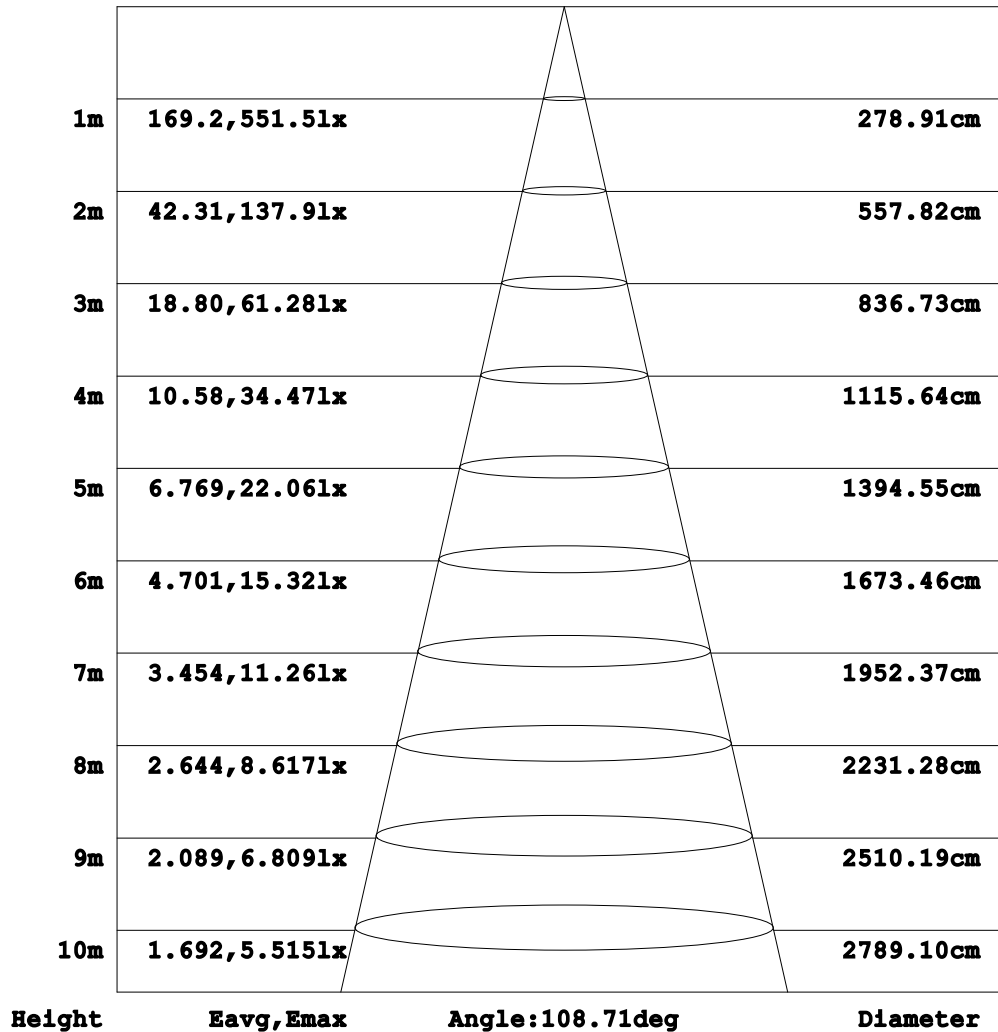 1m 169.2,551.5lx 278.91cm
2m 42.31,137.9lx 557.82cm
3m 18.80,61.28lx 836.73cm
4m 10.58,34.47lx 1115.64cm
5m 6.769,22.06lx 1394.55cm
6m 4.701,15.32lx 1673.46cm
7m 3.454,11.26lx 1952.37cm
8m 2.644,8.617lx 2231.28cm
9m 2.089,6.809lx 2510.19cm
10m 1.692,5.515lx 2789.10cm
Height Eavg,Emax Angle:108.71deg Diameter